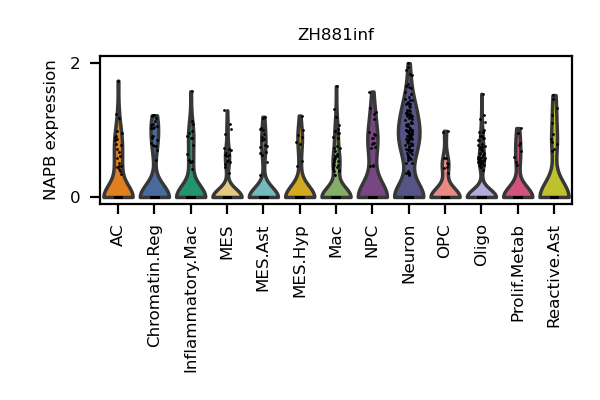 ZH881inf
NAPB expression
2
0
AC
Chromatin.Reg
Inflammatory.Mac
MES
MES.Ast
MES.Hyp
Mac
NPC
Neuron
OPC
Oligo
Prolif.Metab
Reactive.Ast